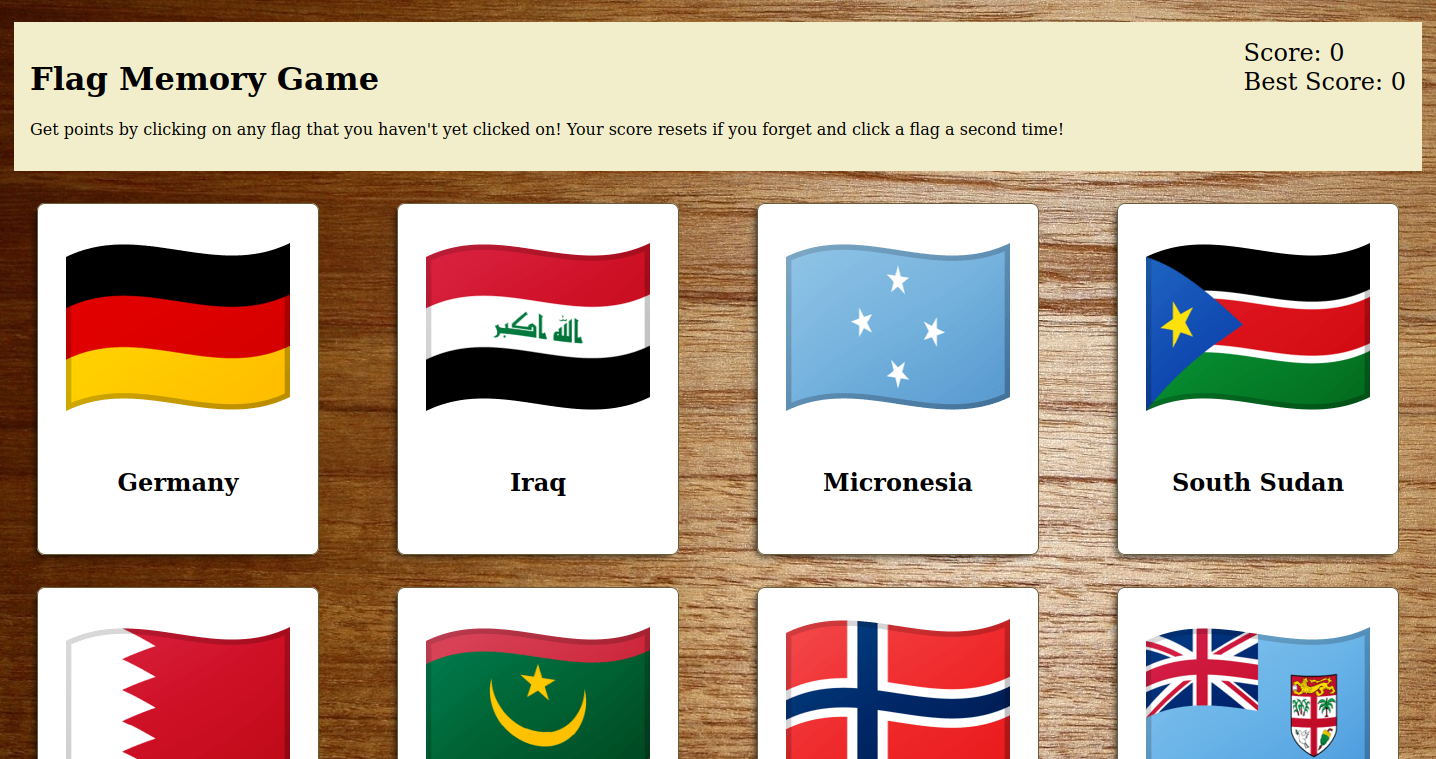 Flag Memory Game
Score: 0
Best Score: 0
Get points by clicking on any flag that you haven't yet clicked on! Your score resets if you forget and click a flag a second time!
الله اكبر
Germany
Iraq
Micronesia
South Sudan